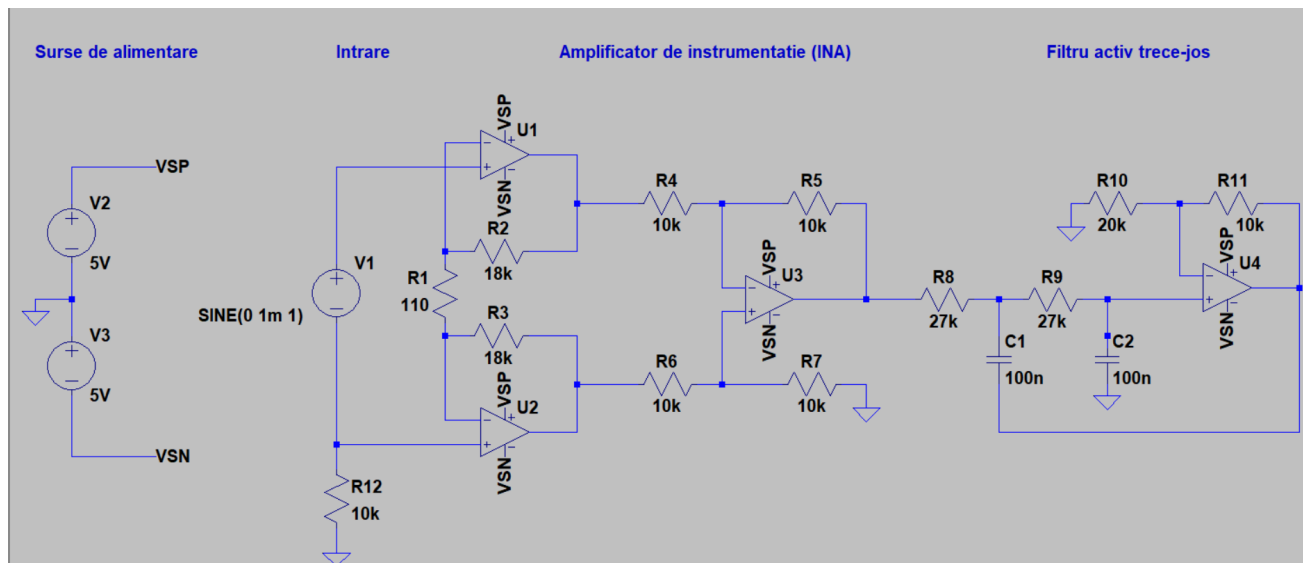 Surse de alimentare
Intrare
Amplificator de instrumentatie (INA)
Filtru activ trece-jos
VSP
V2
5V
V3
5V
VSN
V1
SINE(0 1m 1)
R12
10k
VSP
U1
VSN
R2
18k
R1
110
R3
18k
VSP
U2
VSN
R4
10k
R5
10k
VSP
U3
VSN
R6
10k
R7
10k
R8
27k
R9
27k
C1
100n
C2
100n
R10
20k
R11
10k
VSP
U4
VSN